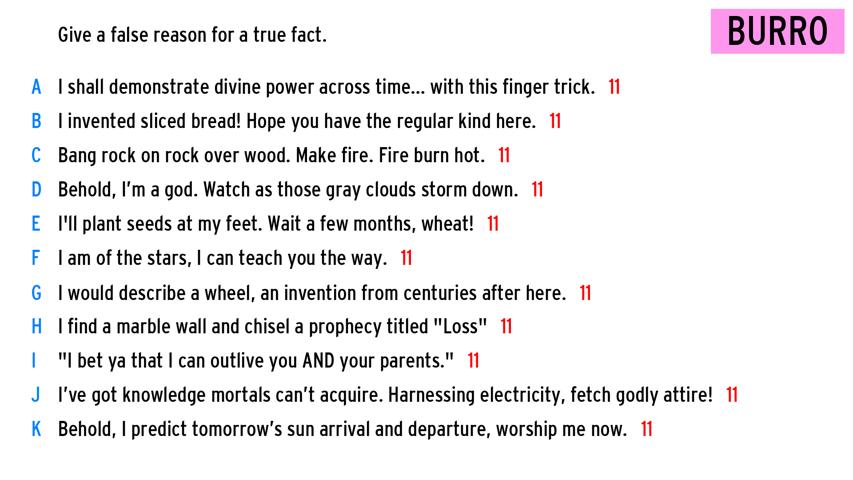 Give a false reason for a true fact.
BURRO
A I shall demonstrate divine power across time... with this finger trick. 11
B I invented sliced bread! Hope you have the regular kind here. 11
C Bang rock on rock over wood. Make fire. Fire burn hot. 11
D Behold, I’m a god. Watch as those gray clouds storm down. 11
E I'll plant seeds at my feet. Wait a few months, wheat! 11
F I am of the stars, I can teach you the way. 11
G I would describe a wheel, an invention from centuries after here. 11
H I find a marble wall and chisel a prophecy titled "Loss" 11
I "I bet ya that I can outlive you AND your parents." 11
J I’ve got knowledge mortals can’t acquire. Harnessing electricity, fetch godly attire! 11
K Behold, I predict tomorrow’s sun arrival and departure, worship me now. 11